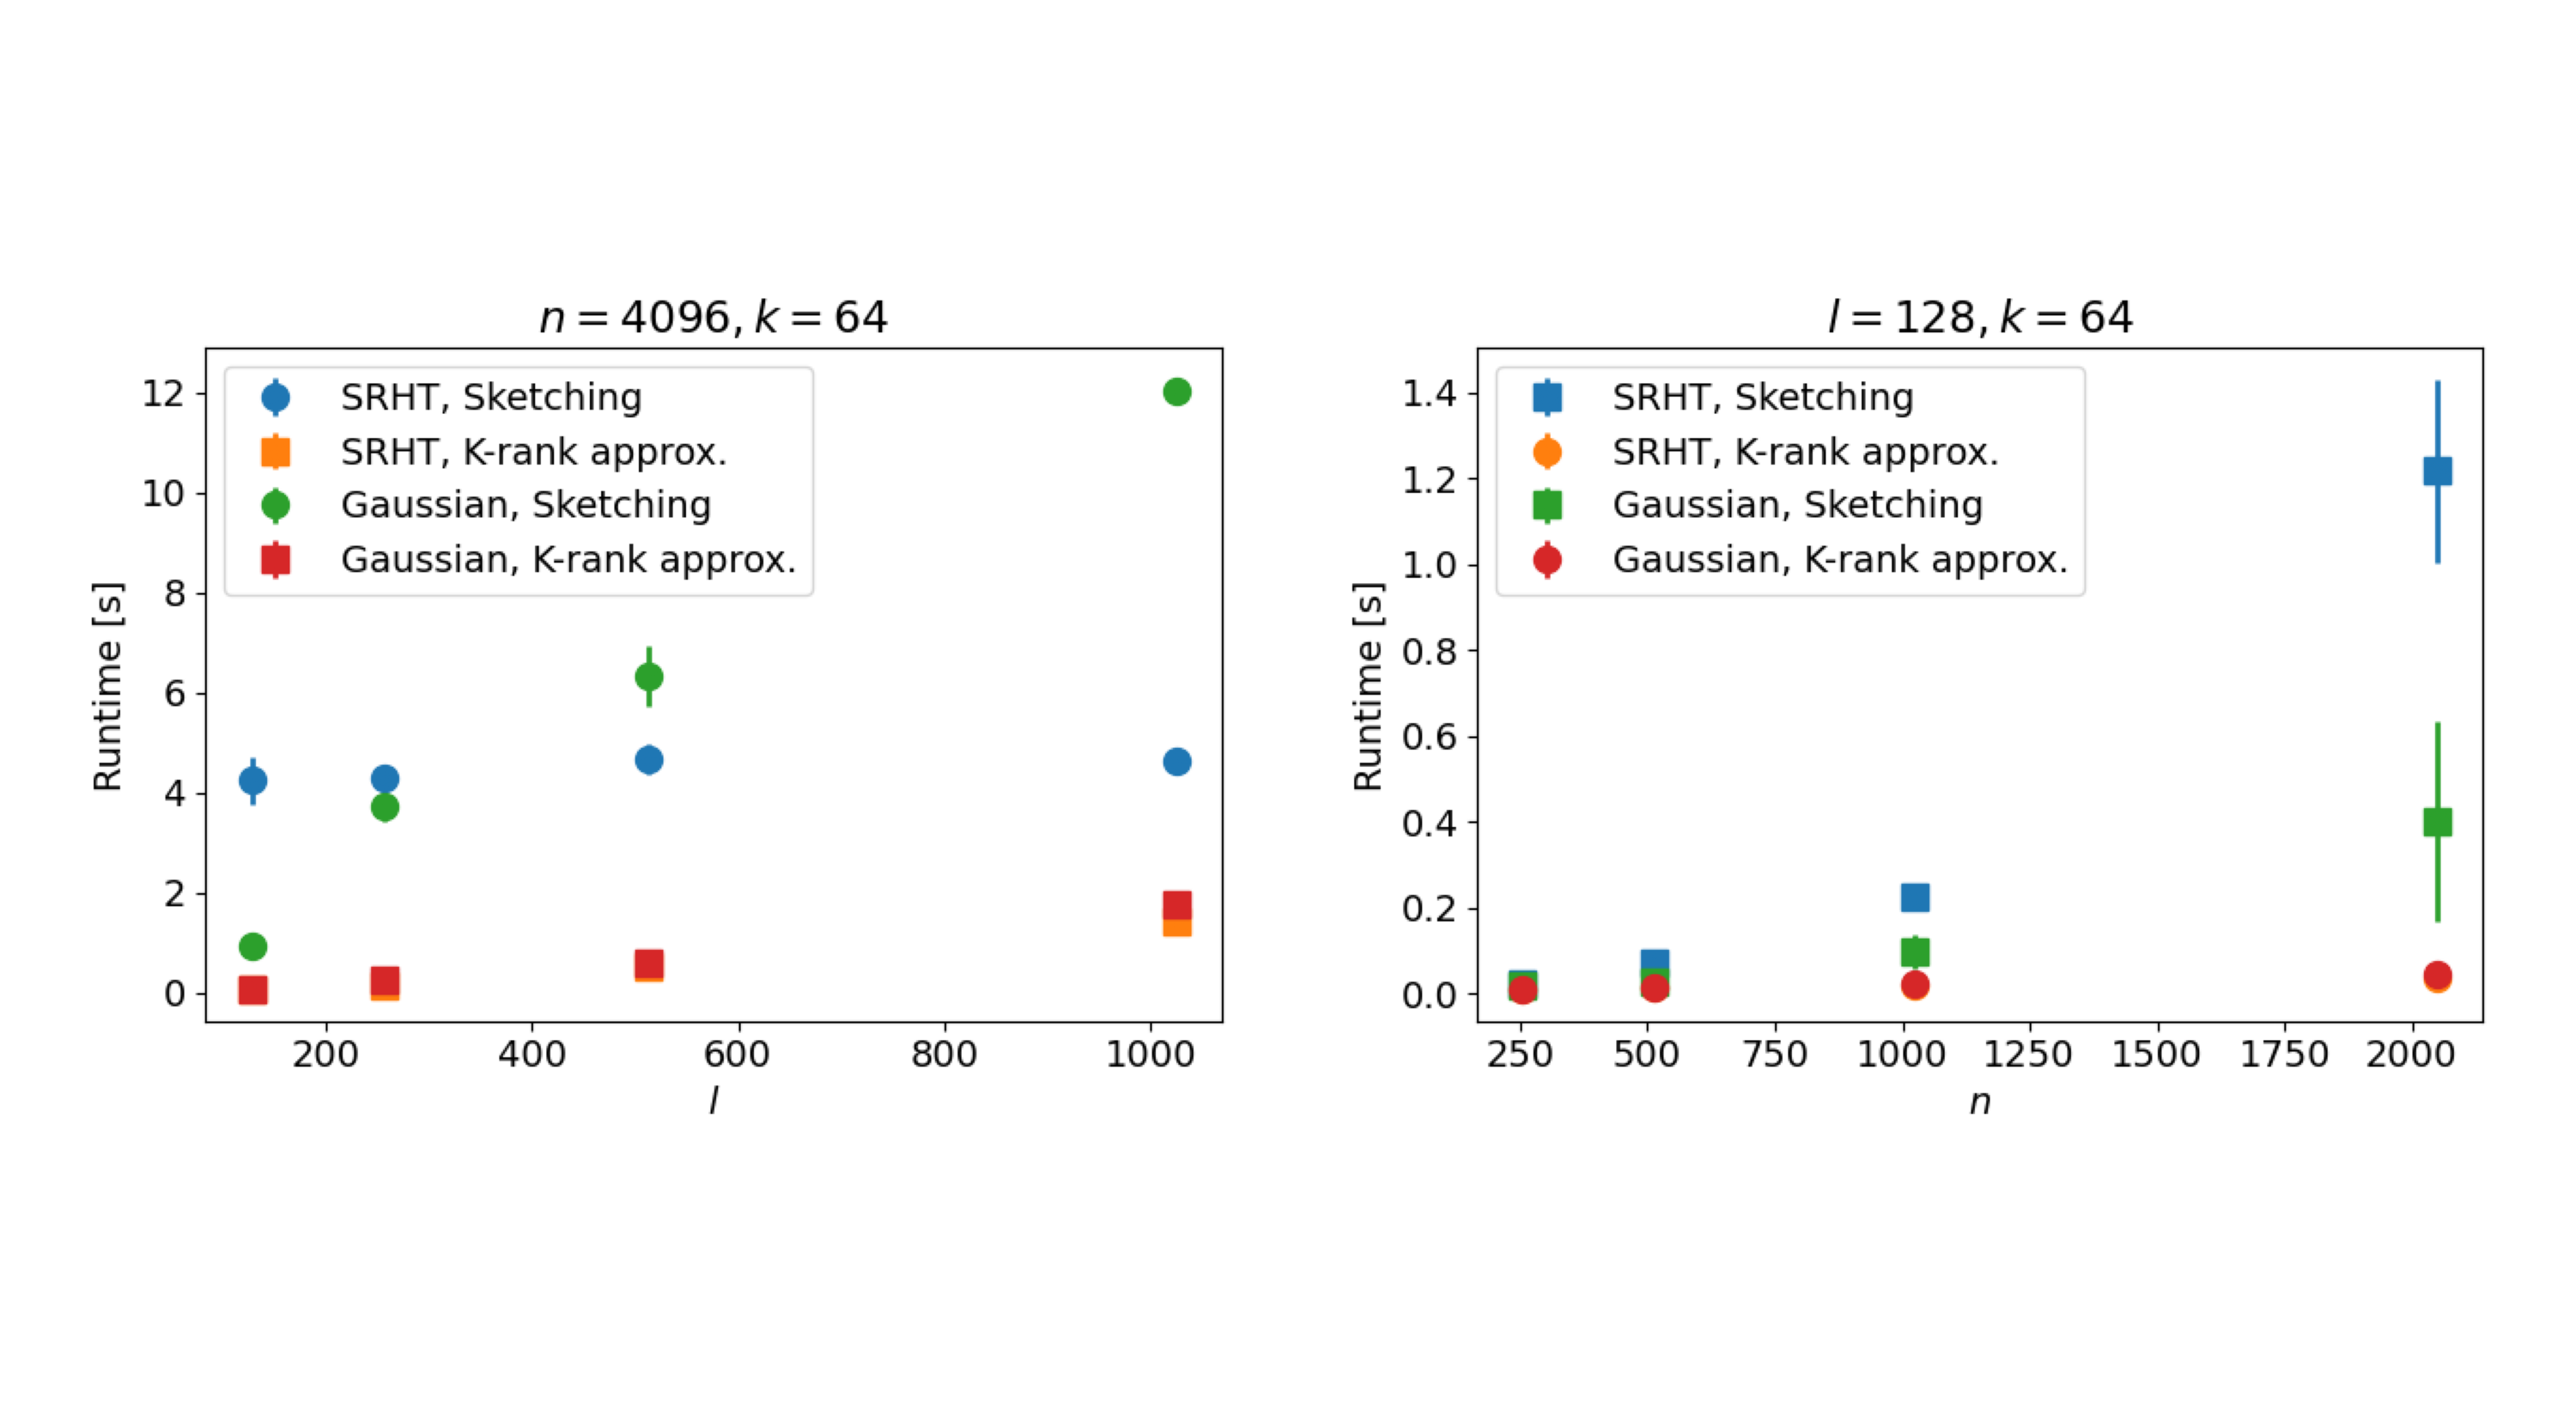 n = 4096, k = 64
SRHT, Sketching
SRHT, K-rank approx.
Gaussian, Sketching
Gaussian, K-rank approx.
Runtime [s]
12
10
8
6
4
2
0
200 400 600 800 1000
l
l = 128, k = 64
SRHT, Sketching
SRHT, K-rank approx.
Gaussian, Sketching
Gaussian, K-rank approx.
Runtime [s]
1.4
1.2
1.0
0.8
0.6
0.4
0.2
0.0
250 500 750 1000 1250 1500 1750 2000
n